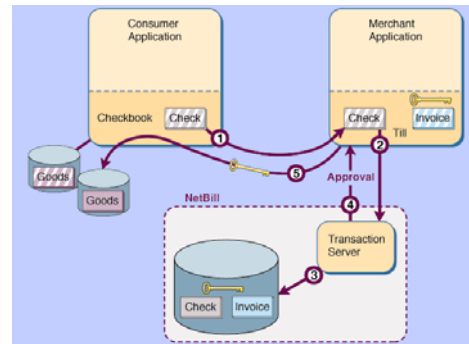 Consumer
Application
Merchant
Application
Checkbook
Check
1
Check
Invoice
Till
2
Goods
Goods
5
Approval
NetBill
4
Transaction
Server
3
Check
Invoice